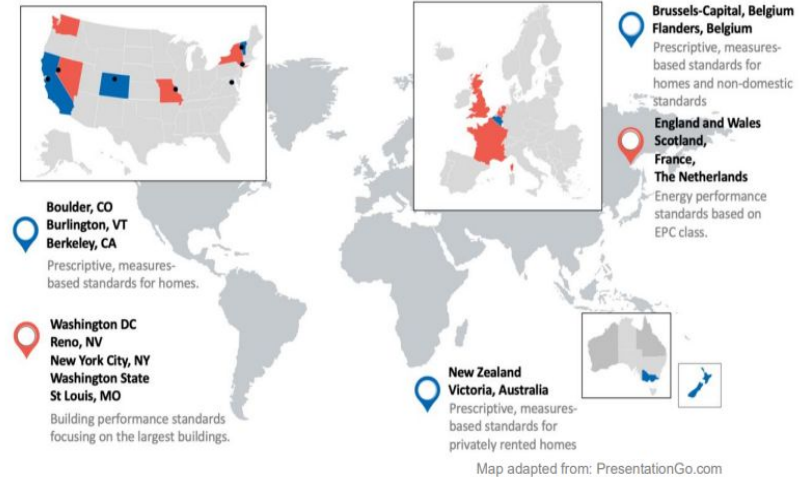 Brussels-Capital, Belgium
Flanders, Belgium
Prescriptive, measures-
based standards for
homes and non-domestic
standards
England and Wales
Scotland,
France,
The Netherlands
Energy performance
standards based on
EPC class.
Boulder, CO
Burlington, VT
Berkeley, CA
Prescriptive, measures-
based standards for homes.
Washington DC
Reno, NV
New York City, NY
Washington State
St Louis, MO
Building performance standards
focusing on the largest buildings.
New Zealand
Victoria, Australia
Prescriptive, measures-
based standards for
privately rented homes
Map adapted from: PresentationGo.com